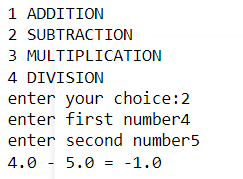 1 ADDITION
2 SUBTRACTION
3 MULTIPLICATION
4 DIVISION
enter your choice:2
enter first number4
enter second number5
4.0 - 5.0 = -1.0